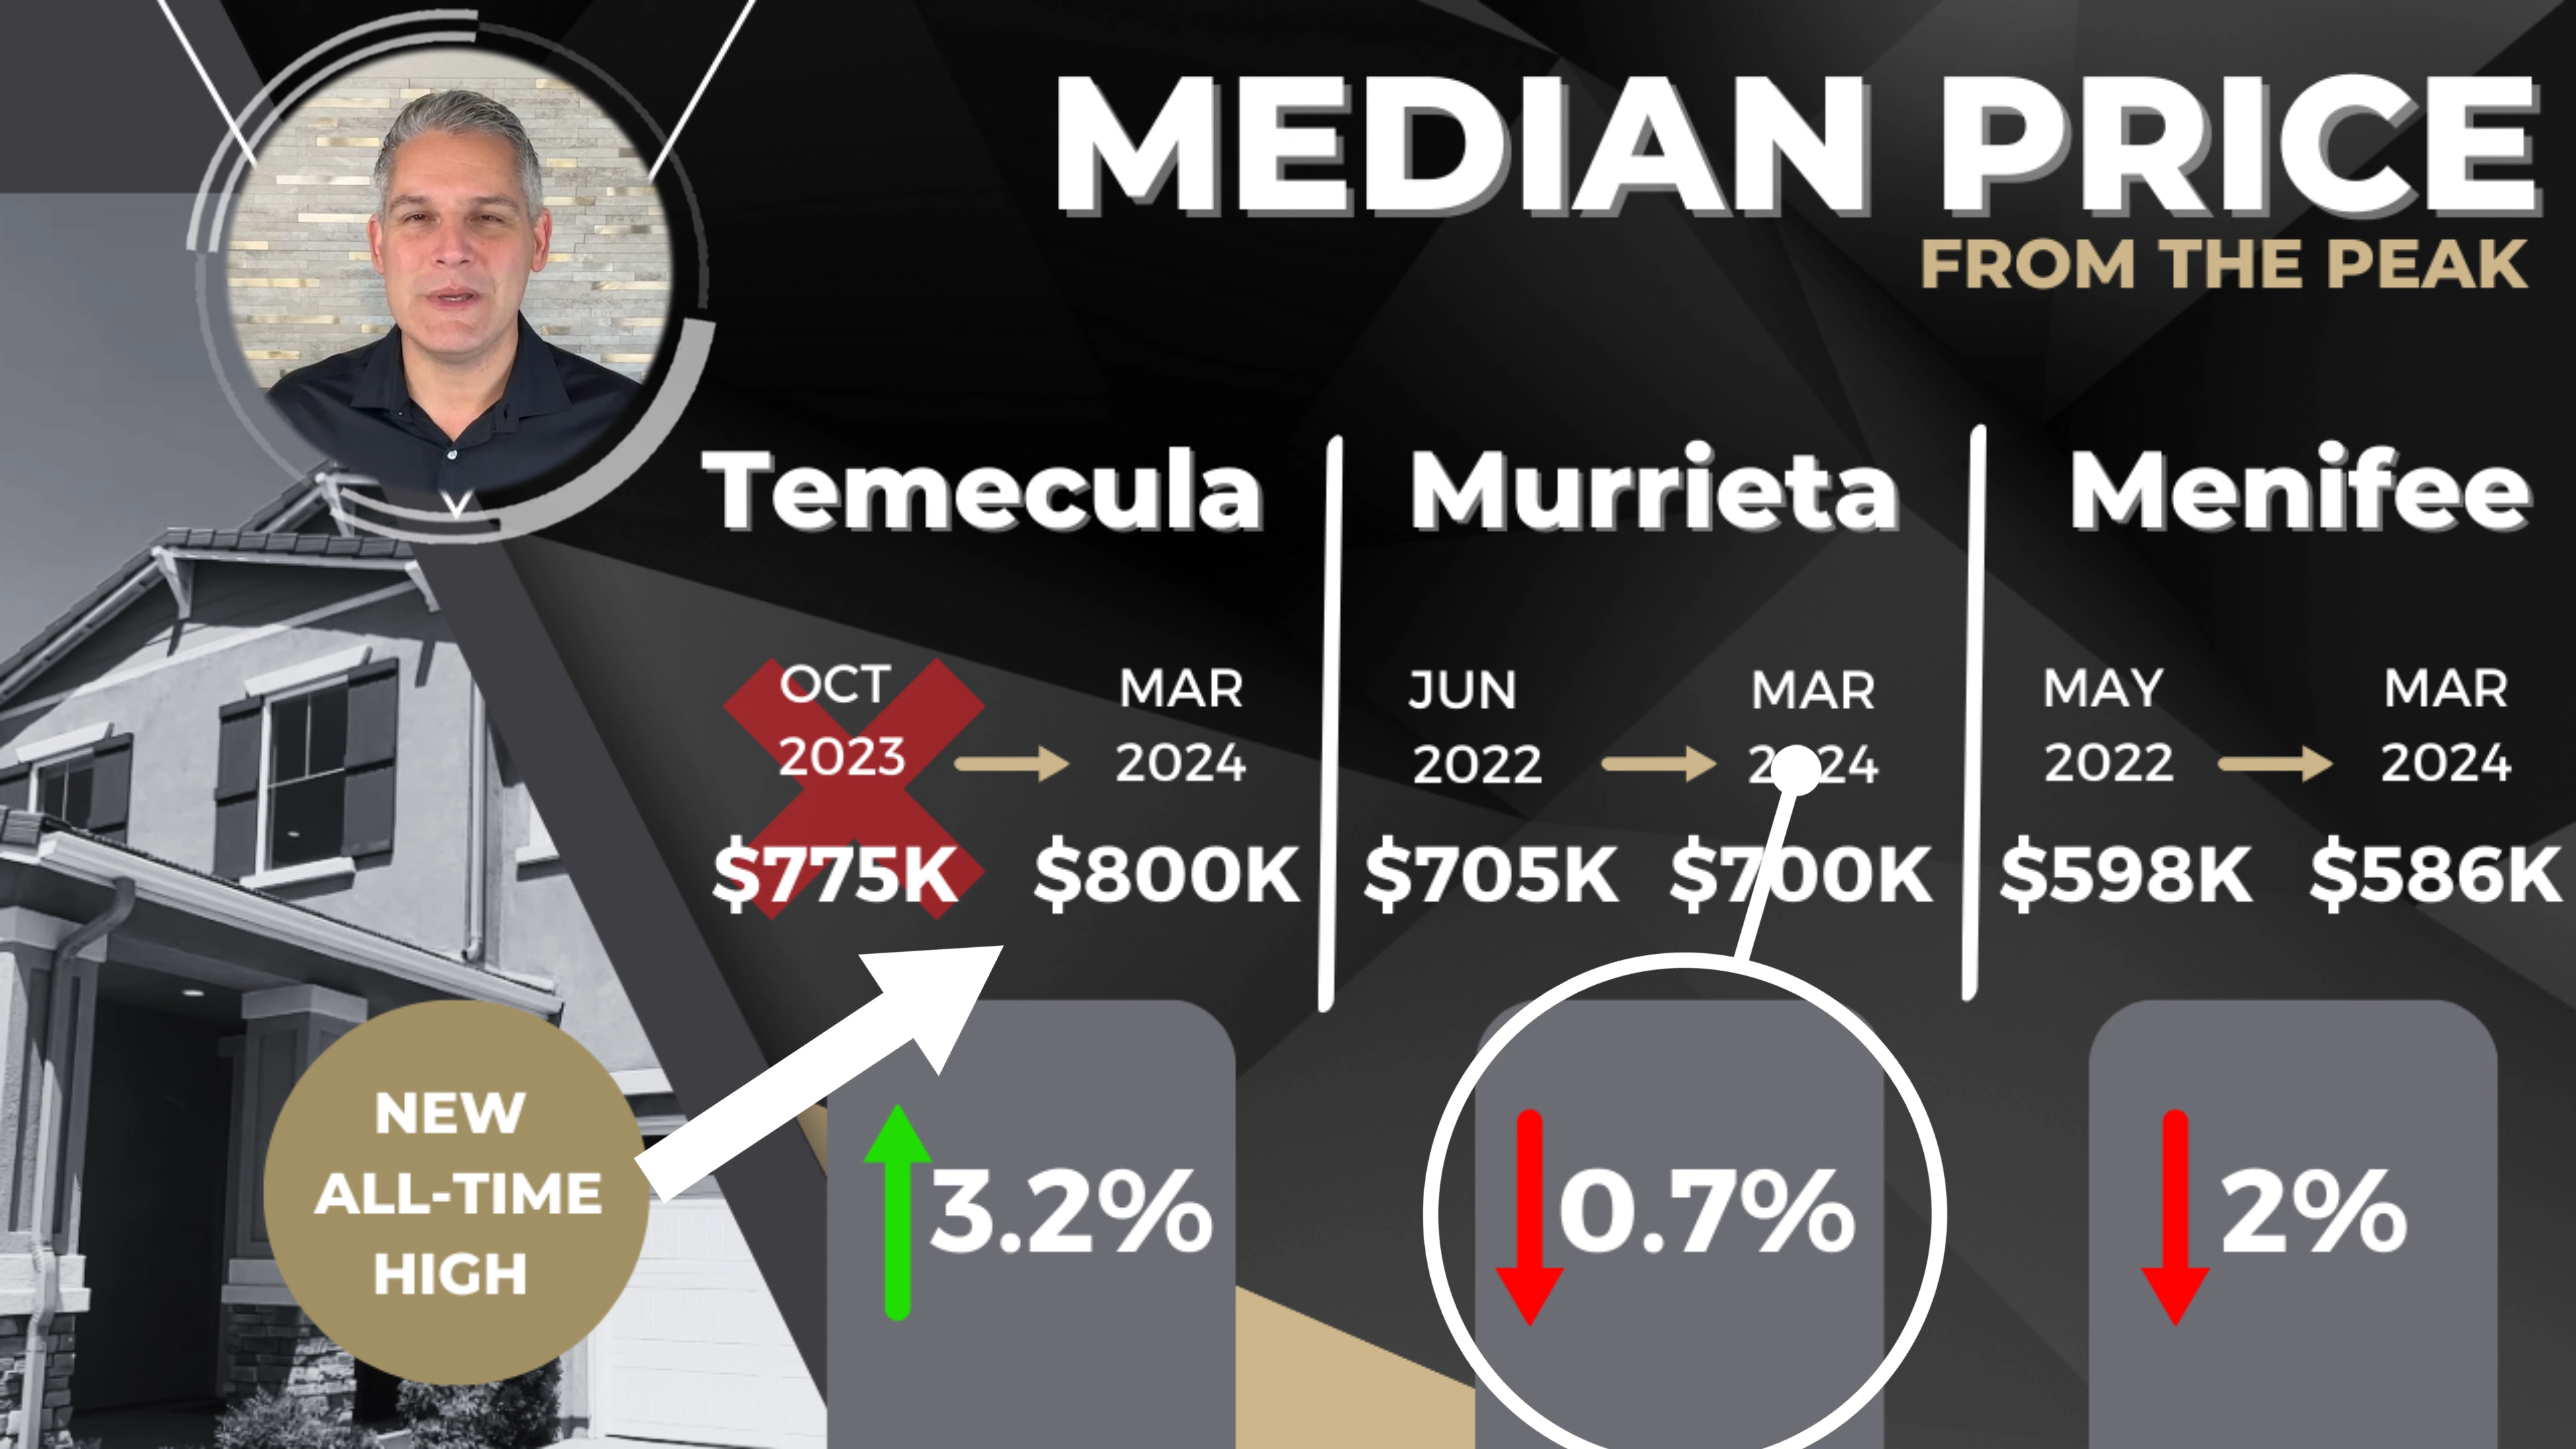 MEDIAN PRICE
FROM THE PEAK
Temecula
Murrieta
Menifee
OCT
2023
MAR
2024
$775K
$800K
JUN
2022
MAR
2024
$705K
$700K
MAY
2022
MAR
2024
$598K
$586K
NEW
ALL-TIME
HIGH
3.2%
0.7%
2%